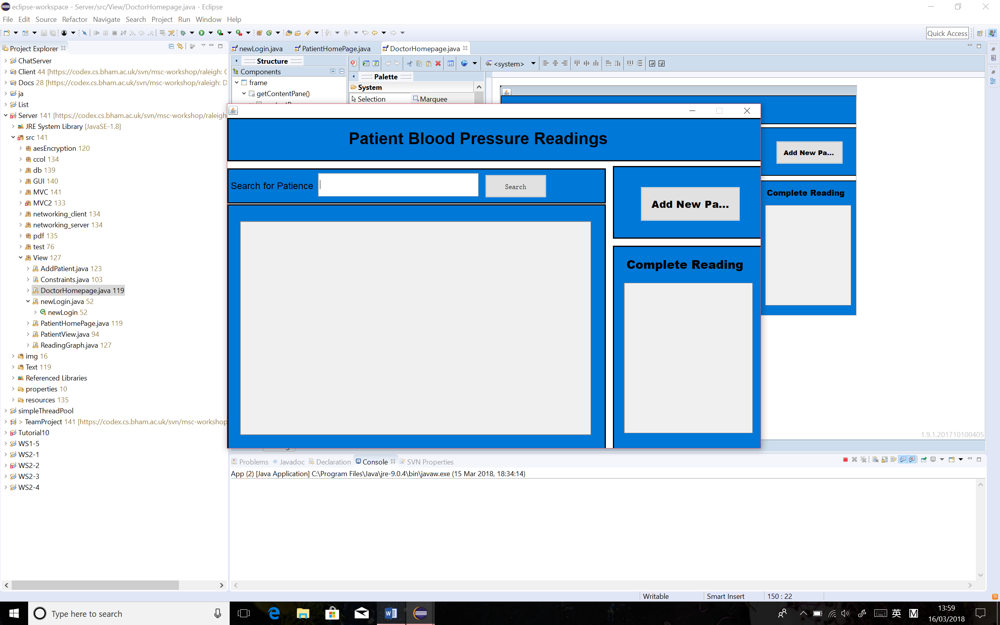 eclipse-workspace - Server/src/View/DoctorHomepage.java - Eclipse
File Edit Source Refactor Navigate Search Project Run Window Help
Quick Access
Project Explorer
ChatServer
Client 44 [https://codex.cs.bham.ac.uk/svn/msc-workshop/raleigh: C
Docs 28 [https://codex.cs.bham.ac.uk/svn/msc-workshop/raleigh: D
ja
List
Server 141 [https://codex.cs.bham.ac.uk/svn/msc-workshop/raleigh
JRE System Library [JavaSE-1.8]
src 141
aesEncryption 120
ccol 134
db 139
GUI 140
MVC 141
MVC2 133
networking_client 134
networking_server 134
pdf 135
test 76
View 127
AddPatient.java 123
Constraints.java 103
DoctorHomepage.java 119
newLogin.java 52
newLogin 52
PatientHomePage.java 119
PatientView.java 94
ReadingGraph.java 127
img 16
Text 119
Referenced Libraries
properties 10
resources 135
simpleThreadPool
> TeamProject 141 [https://codex.cs.bham.ac.uk/svn/msc-workshop
Tutorial10
WS1-5
WS2-1
WS2-2
WS2-3
WS2-4
newLogin.java PatientHomePage.java DoctorHomepage.java
Structure
Components
frame
getContentPane()
<system>
Palette
System
Selection Marquee
Patient Blood Pressure Readings
Search for Patience
Search
Add New Pa...
Complete Reading
Add New Pa...
Complete Reading
1.9.1.201710100405
Problems Javadoc Declaration Console SVN Properties
App (2) [Java Application] C:\Program Files\Java\jre-9.0.4\bin\javaw.exe (15 Mar 2018, 18:34:14)
Writable Smart Insert 150 : 22
Type here to search
英
13:59
16/03/2018